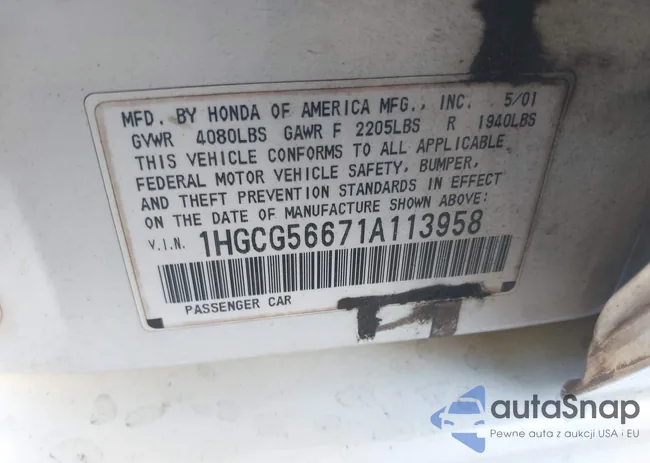 MFD. BY HONDA OF AMERICA MFG., INC. 5/01
GVWR 4080LBS GAWR F 2205LBS R 1940LBS
THIS VEHICLE CONFORMS TO ALL APPLICABLE
FEDERAL MOTOR VEHICLE SAFETY, BUMPER,
AND THEFT PREVENTION STANDARDS IN EFFECT
ON THE DATE OF MANUFACTURE SHOWN ABOVE:
V.I.N. 1HGCG56671A113958
PASSENGER CAR
autoSnap
Pewne auta z aukcji USA i EU